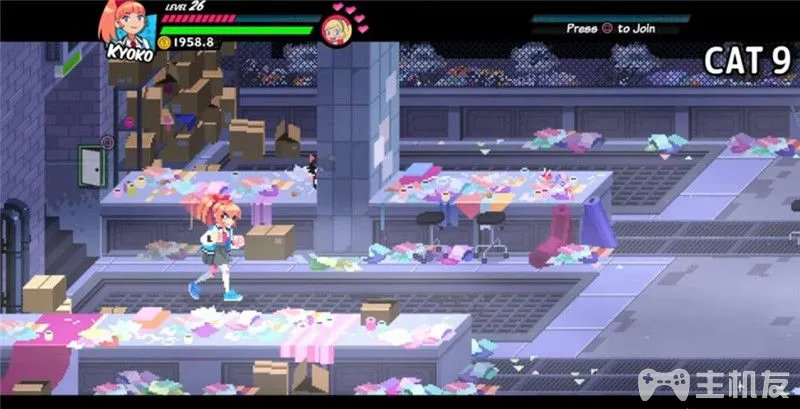 LEVEL 26
KYOKO
1958.8
Press to Join
CAT 9
主机友